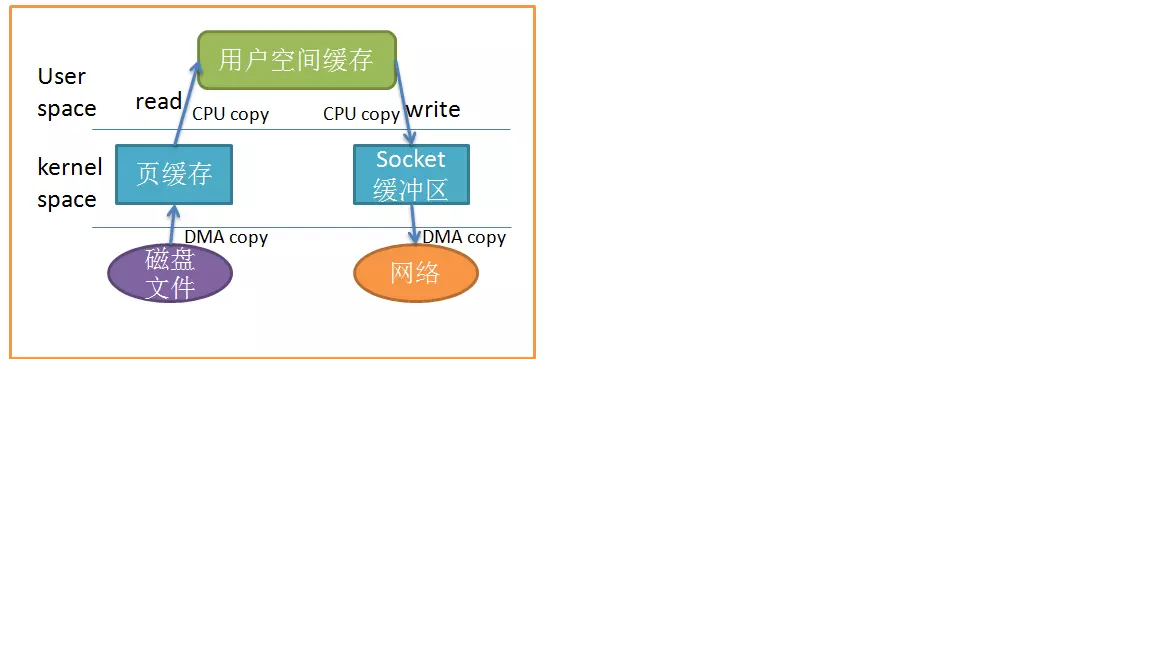 用户空间缓存
User
space
read
CPU copy
CPU copy
write
kernel
space
页缓存
Socket
缓冲区
DMA copy
DMA copy
磁盘
文件
网络